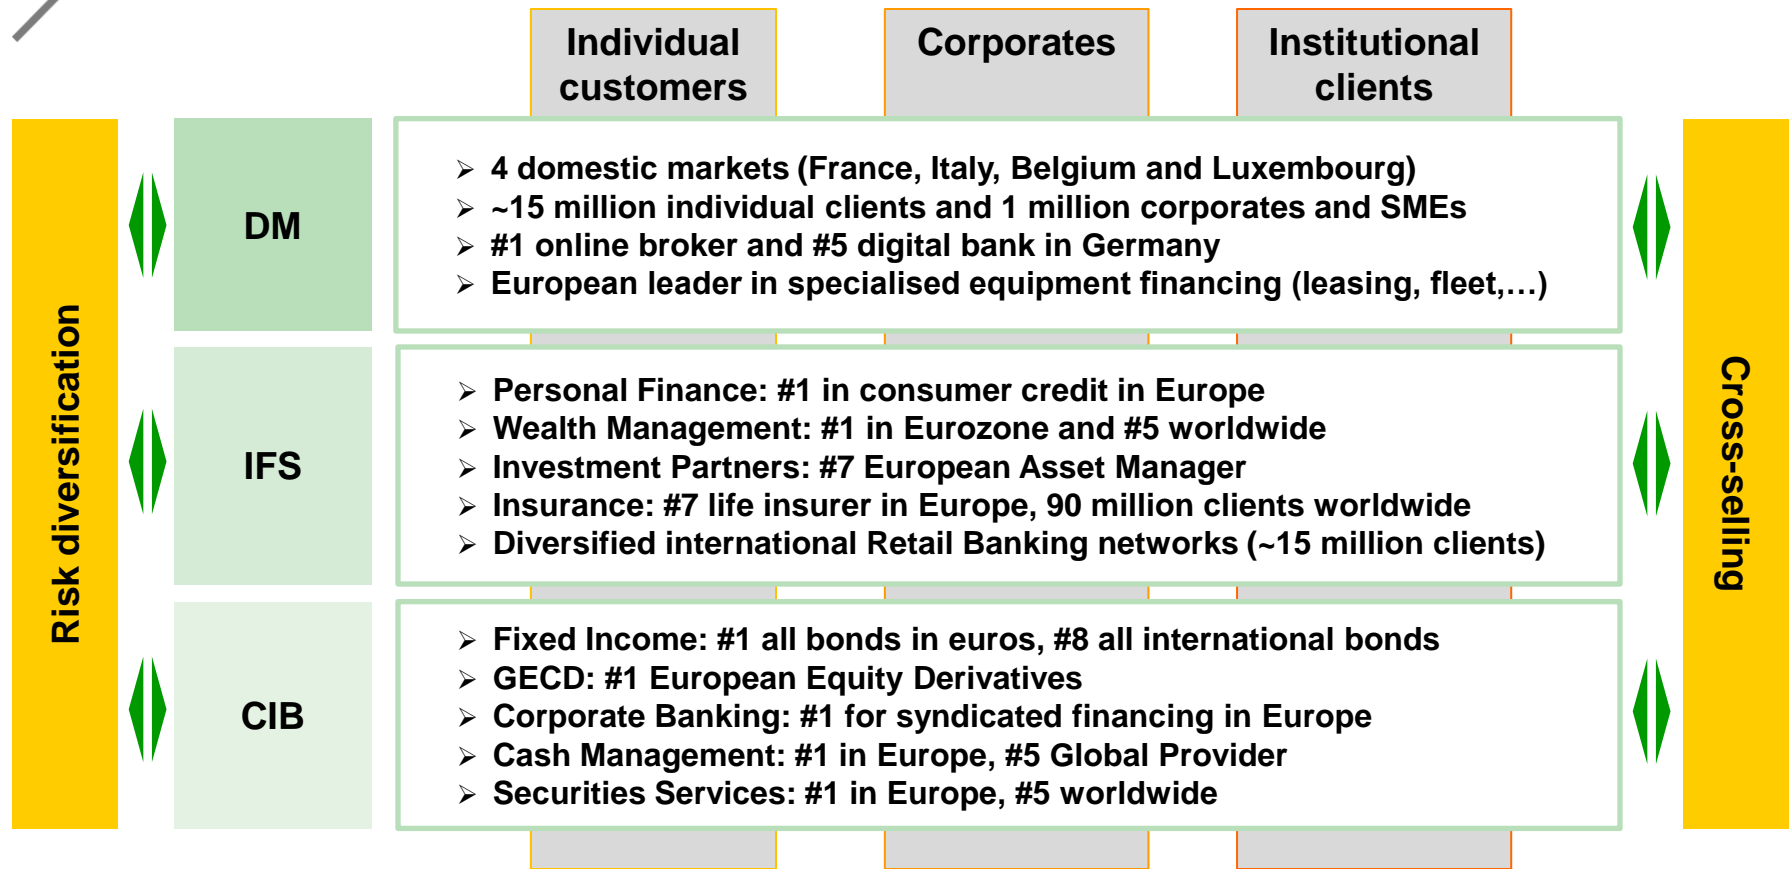 Individual
customers
Corporates
Institutional
clients
Risk diversification
DM
➢ 4 domestic markets (France, Italy, Belgium and Luxembourg)
➢ ~15 million individual clients and 1 million corporates and SMEs
➢ #1 online broker and #5 digital bank in Germany
➢ European leader in specialised equipment financing (leasing, fleet,…)
IFS
➢ Personal Finance: #1 in consumer credit in Europe
➢ Wealth Management: #1 in Eurozone and #5 worldwide
➢ Investment Partners: #7 European Asset Manager
➢ Insurance: #7 life insurer in Europe, 90 million clients worldwide
➢ Diversified international Retail Banking networks (~15 million clients)
CIB
➢ Fixed Income: #1 all bonds in euros, #8 all international bonds
➢ GECD: #1 European Equity Derivatives
➢ Corporate Banking: #1 for syndicated financing in Europe
➢ Cash Management: #1 in Europe, #5 Global Provider
➢ Securities Services: #1 in Europe, #5 worldwide
Cross-selling